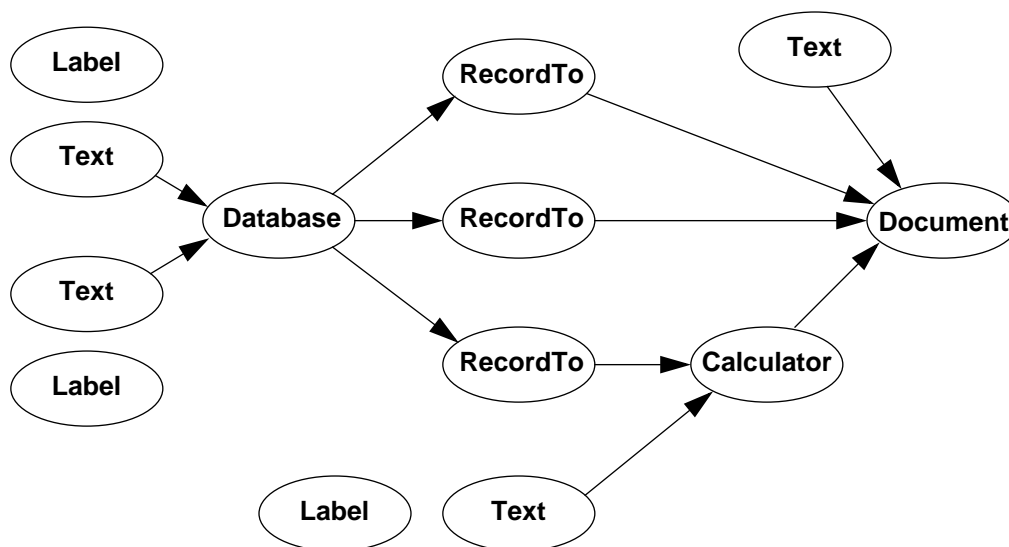 Label
Text
RecordTo
Text
Database
RecordTo
Document
Text
Label
RecordTo
Calculator
Label
Text